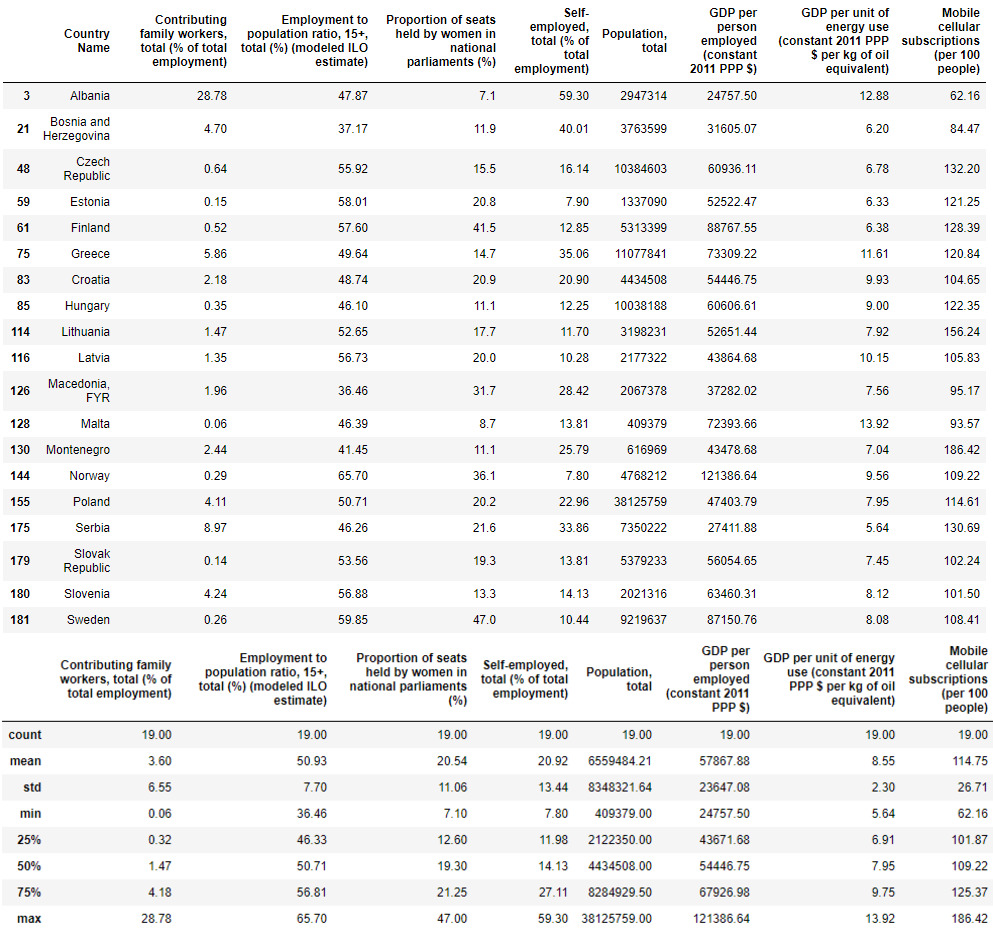 Country Name | Contributing family workers, total (% of total employment) | Employment to population ratio, 15+, total (%) (modeled ILO estimate) | Proportion of seats held by women in national parliaments (%) | Self-employed, total (% of total employment) | Population, total | GDP per person employed (constant 2011 PPP $) | GDP per unit of energy use (constant 2011 PPP $ per kg of oil equivalent) | Mobile cellular subscriptions (per 100 people)
3 Albania 28.78 47.87 7.1 59.30 2947314 24757.50 12.88 62.16
21 Bosnia and Herzegovina 4.70 37.17 11.9 40.01 3763599 31605.07 6.20 84.47
48 Czech Republic 0.64 55.92 15.5 16.14 10384603 60936.11 6.78 132.20
59 Estonia 0.15 58.01 20.8 7.90 1337090 52522.47 6.33 121.25
61 Finland 0.52 57.60 41.5 12.85 5313399 88767.55 6.38 128.39
75 Greece 5.86 49.64 14.7 35.06 11077841 73309.22 11.61 120.84
83 Croatia 2.18 48.74 20.9 20.90 4434508 54446.75 9.93 104.65
85 Hungary 0.35 46.10 11.1 12.25 10038188 60606.61 9.00 122.35
114 Lithuania 1.47 52.65 17.7 11.70 3198231 52651.44 7.92 156.24
116 Latvia 1.35 56.73 20.0 10.28 2177322 43864.68 10.15 105.83
126 Macedonia, FYR 1.96 36.46 31.7 28.42 2067378 37282.02 7.56 95.17
128 Malta 0.06 46.39 8.7 13.81 409379 72393.66 13.92 93.57
130 Montenegro 2.44 41.45 11.1 25.79 616969 43478.68 7.04 186.42
144 Norway 0.29 65.70 36.1 7.80 4768212 121386.64 9.56 109.22
155 Poland 4.11 50.71 20.2 22.96 38125759 47403.79 7.95 114.61
175 Serbia 8.97 46.26 21.6 33.86 7350222 27411.88 5.64 130.69
179 Slovak Republic 0.14 53.56 19.3 13.81 5379233 56054.65 7.45 102.24
180 Slovenia 4.24 56.88 13.3 14.13 2021316 63460.31 8.12 101.50
181 Sweden 0.26 59.85 47.0 10.44 9219637 87150.76 8.08 108.41
Contributing family workers, total (% of total employment) | Employment to population ratio, 15+, total (%) (modeled ILO estimate) | Proportion of seats held by women in national parliaments (%) | Self-employed, total (% of total employment) | Population, total | GDP per person employed (constant 2011 PPP $) | GDP per unit of energy use (constant 2011 PPP $ per kg of oil equivalent) | Mobile cellular subscriptions (per 100 people)
count 19.00 19.00 19.00 19.00 19.00 19.00 19.00 19.00
mean 3.60 50.93 20.54 20.92 6559484.21 57867.88 8.55 114.75
std 6.55 7.70 11.06 13.44 8348321.64 23647.08 2.30 26.71
min 0.06 36.46 7.10 7.80 409379.00 24757.50 5.64 62.16
25% 0.32 46.33 12.60 11.98 2122350.00 43671.68 6.91 101.87
50% 1.47 50.71 19.30 14.13 4434508.00 54446.75 7.95 109.22
75% 4.18 56.81 21.25 27.11 8284929.50 67926.98 9.75 125.37
max 28.78 65.70 47.00 59.30 38125759.00 121386.64 13.92 186.42